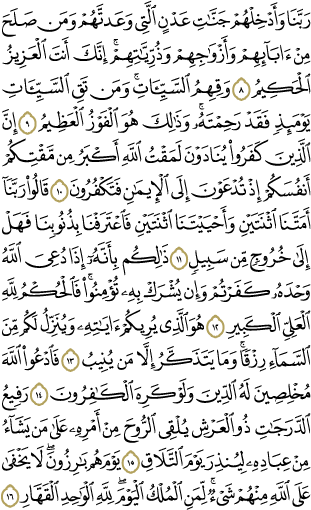 رَبَّنَا وَأَدْخِلْهُمْ جَنَّٰتِ عَدْنٍ ٱلَّتِى وَعَدتَّهُمْ وَمَن صَلَحَ
مِنْ ءَابَآئِهِمْ وَأَزْوَٰجِهِمْ وَذُرِّيَّٰتِهِمْ ۚ إِنَّكَ أَنتَ ٱلْعَزِيزُ
ٱلْحَكِيمُ ٨ وَقِهِمُ ٱلسَّيِّـَٔاتِ ۚ وَمَن تَقِ ٱلسَّيِّـَٔاتِ
يَوْمَئِذٍ فَقَدْ رَحِمْتَهُۥ ۚ وَذَٰلِكَ هُوَ ٱلْفَوْزُ ٱلْعَظِيمُ ٩ إِنَّ
ٱلَّذِينَ كَفَرُوا۟ يُنَادَوْنَ لَمَقْتُ ٱللَّهِ أَكْبَرُ مِن مَّقْتِكُمْ
أَنفُسَكُمْ إِذْ تُدْعَوْنَ إِلَى ٱلْإِيمَٰنِ فَتَكْفُرُونَ ١٠ قَالُوا۟ رَبَّنَآ
أَمَتَّنَا ٱثْنَتَيْنِ وَأَحْيَيْتَنَا ٱثْنَتَيْنِ فَٱعْتَرَفْنَا بِذُنُوبِنَا فَهَلْ
إِلَىٰ خُرُوجٍ مِّن سَبِيلٍ ١١ ذَٰلِكُم بِأَنَّهُۥٓ إِذَا دُعِىَ ٱللَّهُ
وَحْدَهُۥ كَفَرْتُمْ ۖ وَإِن يُشْرَكْ بِهِۦ تُؤْمِنُوا۟ ۚ فَٱلْحُكْمُ لِلَّهِ
ٱلْعَلِىِّ ٱلْكَبِيرِ ١٢ هُوَ ٱلَّذِى يُرِيكُمْ ءَايَٰتِهِۦ وَيُنَزِّلُ لَكُم مِّنَ
ٱلسَّمَآءِ رِزْقًا ۚ وَمَا يَتَذَكَّرُ إِلَّا مَن يُنِيبُ ١٣ فَٱدْعُوا۟ ٱللَّهَ
مُخْلِصِينَ لَهُ ٱلدِّينَ وَلَوْ كَرِهَ ٱلْكَٰفِرُونَ ١٤ رَفِيعُ
ٱلدَّرَجَٰتِ ذُو ٱلْعَرْشِ يُلْقِى ٱلرُّوحَ مِنْ أَمْرِهِۦ عَلَىٰ مَن يَشَآءُ
مِنْ عِبَادِهِۦ لِيُنذِرَ يَوْمَ ٱلتَّلَاقِ ١٥ يَوْمَ هُم بَٰرِزُونَ ۖ لَا يَخْفَىٰ
عَلَى ٱللَّهِ مِنْهُمْ شَىْءٌ ۚ لِّمَنِ ٱلْمُلْكُ ٱلْيَوْمَ ۖ لِلَّهِ ٱلْوَٰحِدِ ٱلْقَهَّارِ ١٦